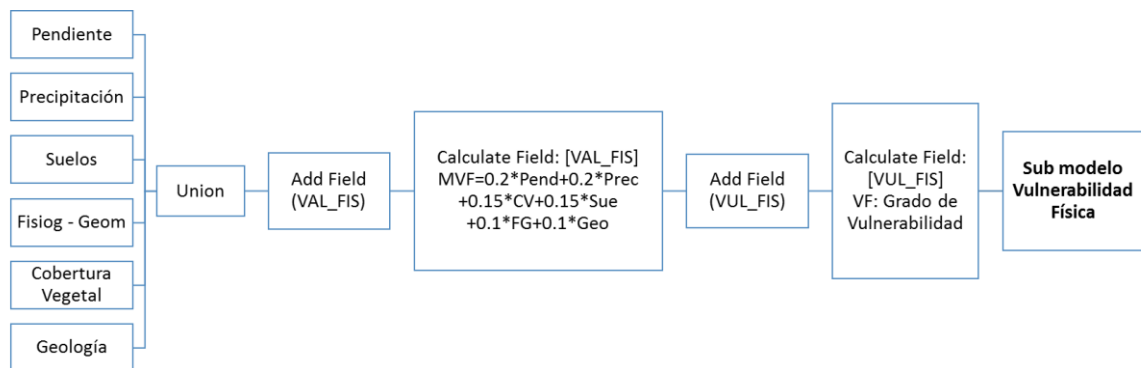 Pendiente
Precipitación
Suelos
Fisiog - Geom
Cobertura
Vegetal
Geología
Union
Add Field
(VAL_FIS)
Calculate Field: [VAL_FIS]
MVF=0.2*Pend+0.2*Prec
+0.15*CV+0.15*Sue
+0.1*FG+0.1*Geo
Add Field
(VUL_FIS)
Calculate Field:
[VUL_FIS]
VF: Grado de
Vulnerabilidad
Sub modelo
Vulnerabilidad
Física